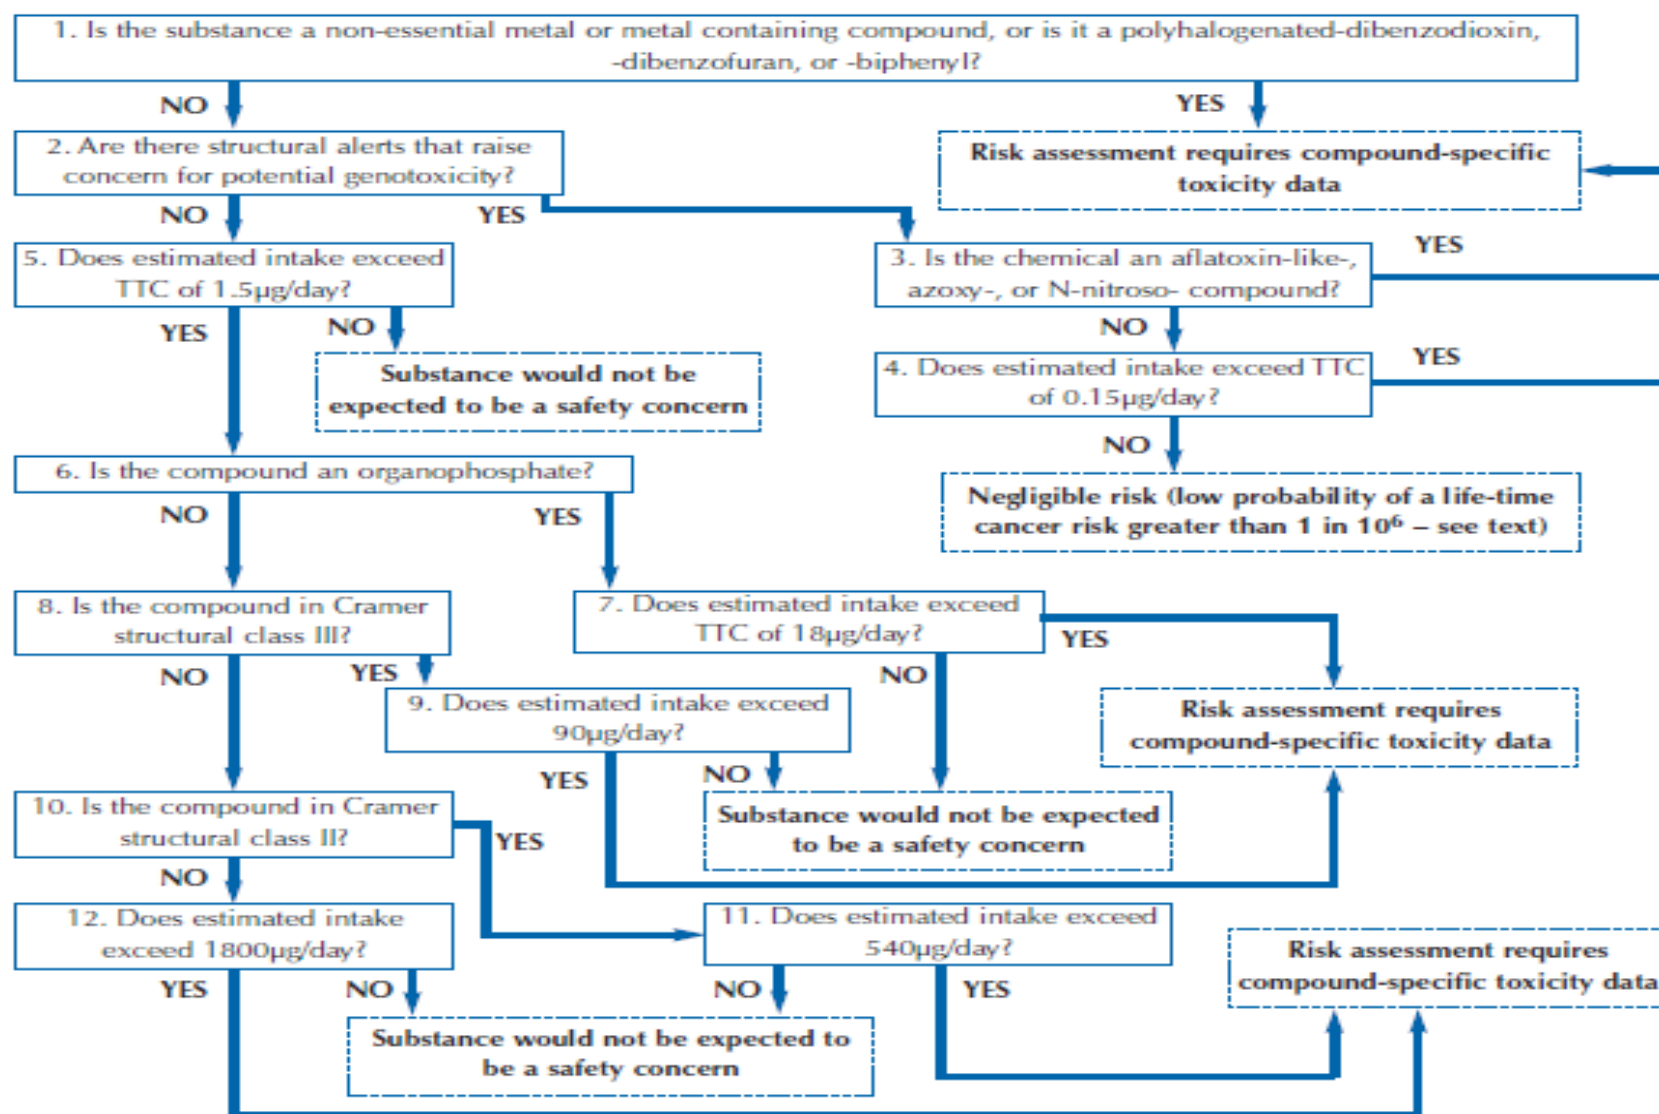 1. Is the substance a non-essential metal or metal containing compound, or is it a polyhalogenated-dibenzodioxin,
-dibenzofuran, or -biphenyl?
NO
YES
2. Are there structural alerts that raise
concern for potential genotoxicity?
Risk assessment requires compound-specific
toxicity data
NO
YES
YES
5. Does estimated intake exceed
TTC of 1.5µg/day?
3. Is the chemical an aflatoxin-like-,
azoxy-, or N-nitroso- compound?
YES
NO
NO
YES
Substance would not be
expected to be a safety concern
4. Does estimated intake exceed TTC
of 0.15µg/day?
NO
6. Is the compound an organophosphate?
Negligible risk (low probability of a life-time
cancer risk greater than 1 in 10⁶ – see text)
NO
YES
8. Is the compound in Cramer
structural class III?
7. Does estimated intake exceed
TTC of 18µg/day?
YES
NO
YES
NO
9. Does estimated intake exceed
90µg/day?
Risk assessment requires
compound-specific toxicity data
YES
NO
10. Is the compound in Cramer
structural class II?
YES
Substance would not be expected
to be a safety concern
NO
12. Does estimated intake
exceed 1800µg/day?
11. Does estimated intake exceed
540µg/day?
Risk assessment requires
compound-specific toxicity data
YES
NO
NO
YES
Substance would not be expected to
be a safety concern